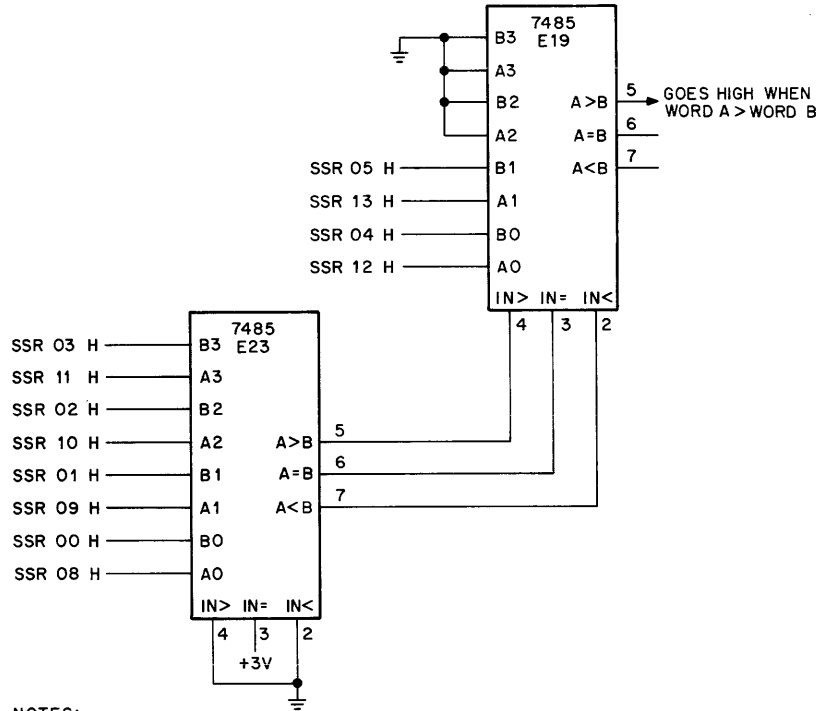 7485
E19
B3
A3
B2
A2
B1
A1
B0
A0
A>B
A=B
A<B
5
6
7
GOES HIGH WHEN
WORD A > WORD B
SSR 05 H
SSR 13 H
SSR 04 H
SSR 12 H
IN> IN= IN<
4 3 2
7485
E23
SSR 03 H
SSR 11 H
SSR 02 H
SSR 10 H
SSR 01 H
SSR 09 H
SSR 00 H
SSR 08 H
B3
A3
B2
A2
B1
A1
B0
A0
A>B
A=B
A<B
5
6
7
IN> IN= IN<
4 3 2
+3V
NOTES: